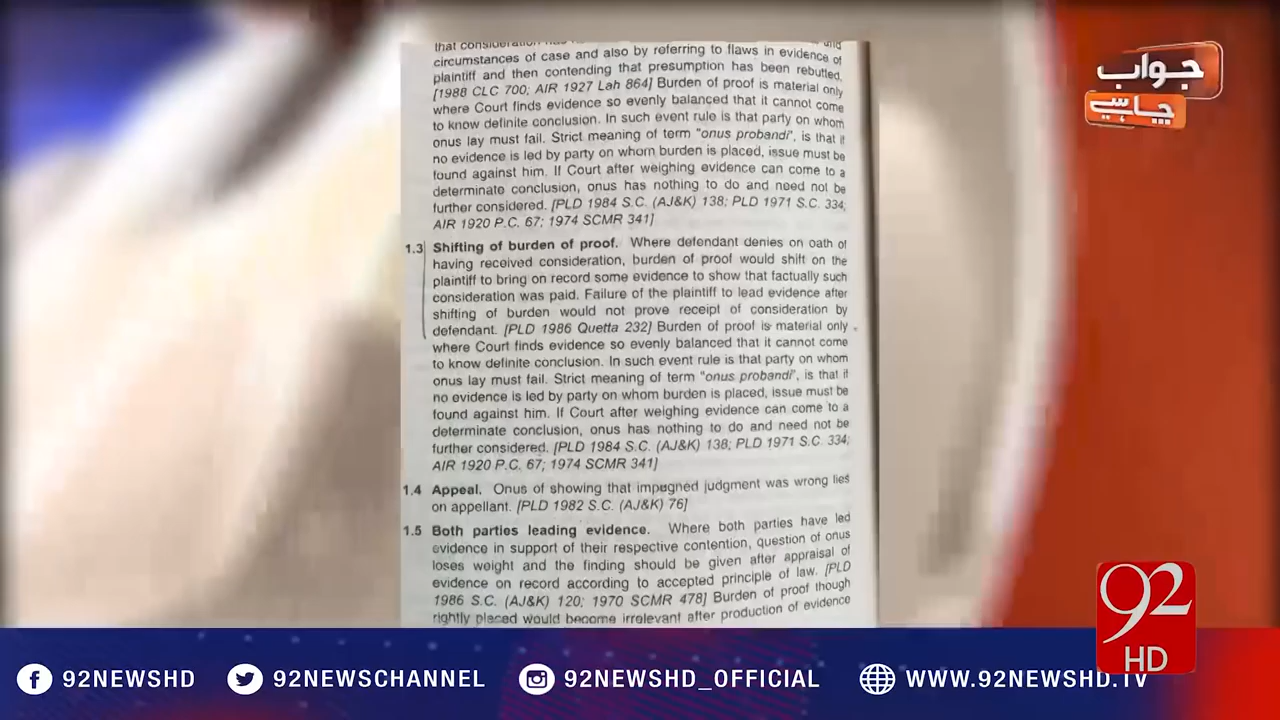 that consideration
circumstances of case and also by referring to flaws in evidence of
plaintiff and then contending that presumption has been rebutted.
[1988 CLC 700; AIR 1927 Lah 864] Burden of proof is material only
where Court finds evidence so evenly balanced that it cannot come
to know definite conclusion. In such event rule is that party on whom
onus lay must fail. Strict meaning of term "onus probandi", is that if
no evidence is led by party on whom burden is placed, issue must be
found against him. If Court after weighing evidence can come to a
determinate conclusion, onus has nothing to do and need not be
further considered. [PLD 1984 S.C. (AJ&K) 138; PLD 1971 S.C. 334;
AIR 1920 P.C. 67; 1974 SCMR 341]
1.3 Shifting of burden of proof. Where defendant denies on oath of
having received consideration, burden of proof would shift on the
plaintiff to bring on record some evidence to show that factually such
consideration was paid. Failure of the plaintiff to lead evidence after
shifting of burden would not prove receipt of consideration by
defendant. [PLD 1986 Quetta 232] Burden of proof is material only
where Court finds evidence so evenly balanced that it cannot come
to know definite conclusion. In such event rule is that party on whom
onus lay must fail. Strict meaning of term "onus probandi", is that if
no evidence is led by party on whom burden is placed, issue must be
found against him. If Court after weighing evidence can come to a
determinate conclusion, onus has nothing to do and need not be
further considered. [PLD 1984 S.C. (AJ&K) 138; PLD 1971 S.C. 334;
AIR 1920 P.C. 67; 1974 SCMR 341]
1.4 Appeal. Onus of showing that impugned judgment was wrong lies
on appellant. [PLD 1982 S.C. (AJ&K) 76]
1.5 Both parties leading evidence. Where both parties have led
evidence in support of their respective contention, question of onus
loses weight and the finding should be given after appraisal of
evidence on record according to accepted principle of law. [PLD
1986 S.C. (AJ&K) 120; 1970 SCMR 478] Burden of proof though
rightly placed would become irrelevant after production of evidence
جواب
چاہیے
92
HD
92NEWSHD
92NEWSCHANNEL
92NEWSHD_OFFICIAL
WWW.92NEWSHD.TV